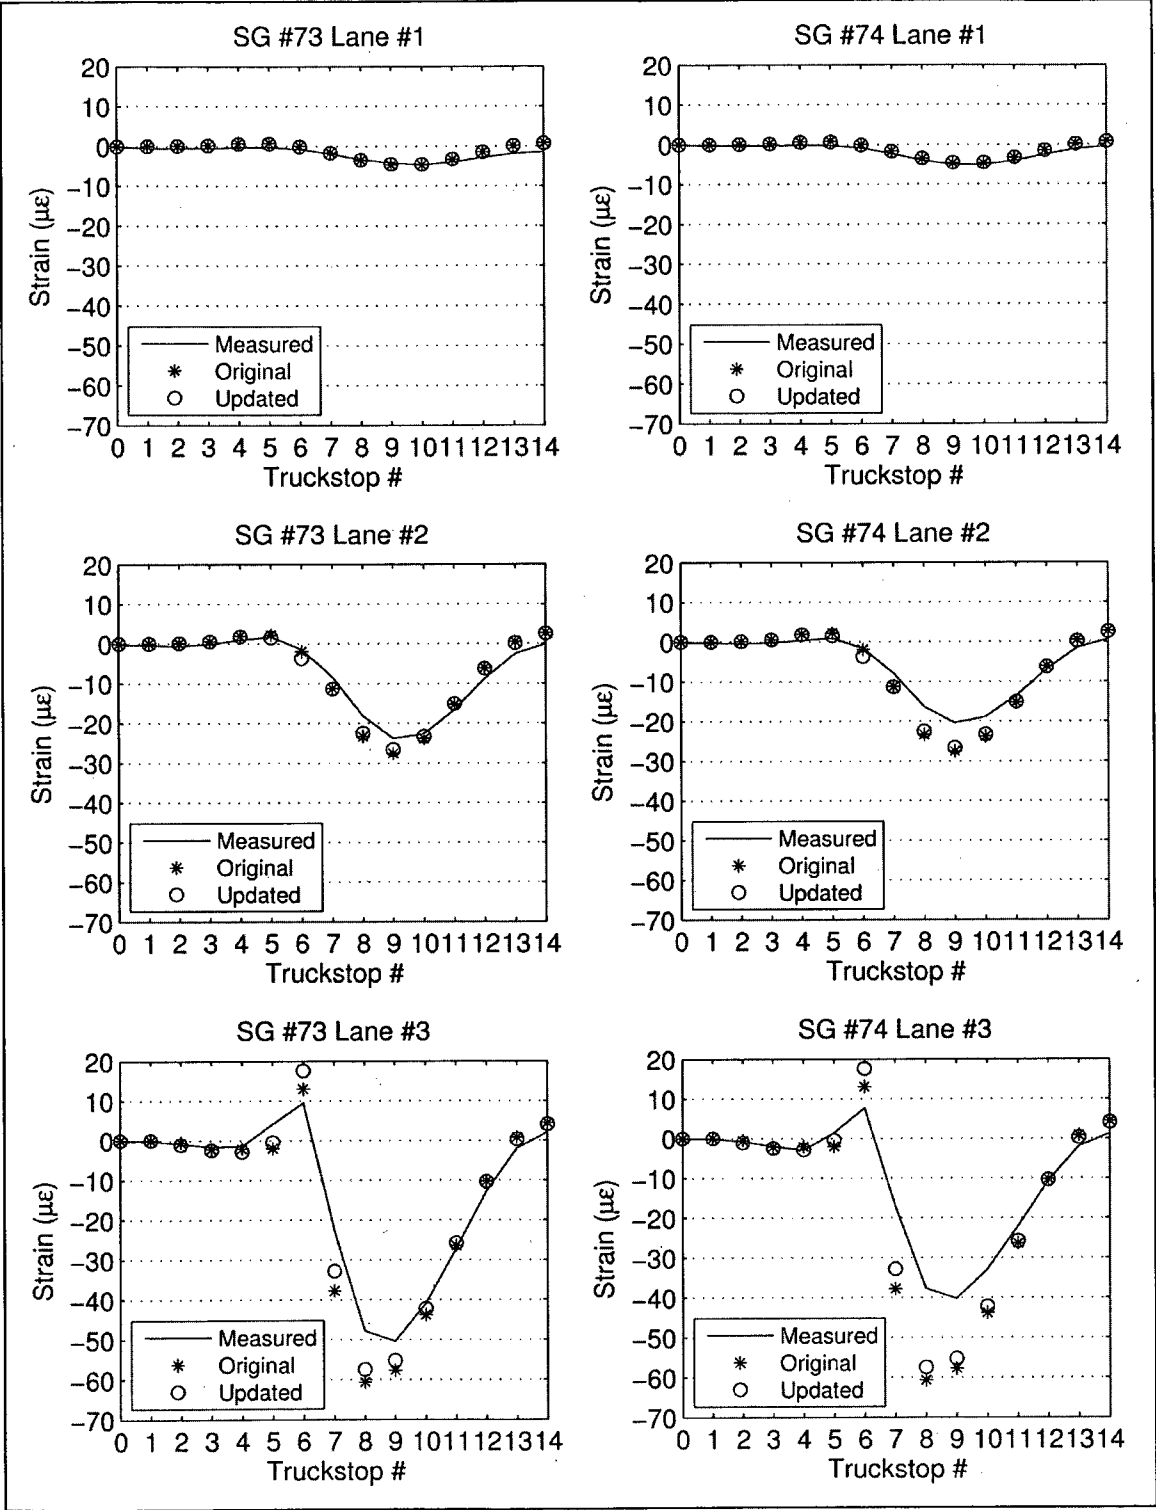 SG #73 Lane #1
20
10
0
−10
−20
−30
−40
−50
−60
−70
Strain (με)
Measured
Original
Updated
0 1 2 3 4 5 6 7 8 9 10 11 12 13 14
Truckstop #
SG #74 Lane #1
20
10
0
−10
−20
−30
−40
−50
−60
−70
Strain (με)
Measured
Original
Updated
0 1 2 3 4 5 6 7 8 9 10 11 12 13 14
Truckstop #
SG #73 Lane #2
20
10
0
−10
−20
−30
−40
−50
−60
−70
Strain (με)
Measured
Original
Updated
0 1 2 3 4 5 6 7 8 9 10 11 12 13 14
Truckstop #
SG #74 Lane #2
20
10
0
−10
−20
−30
−40
−50
−60
−70
Strain (με)
Measured
Original
Updated
0 1 2 3 4 5 6 7 8 9 10 11 12 13 14
Truckstop #
SG #73 Lane #3
20
10
0
−10
−20
−30
−40
−50
−60
−70
Strain (με)
Measured
Original
Updated
0 1 2 3 4 5 6 7 8 9 10 11 12 13 14
Truckstop #
SG #74 Lane #3
20
10
0
−10
−20
−30
−40
−50
−60
−70
Strain (με)
Measured
Original
Updated
0 1 2 3 4 5 6 7 8 9 10 11 12 13 14
Truckstop #